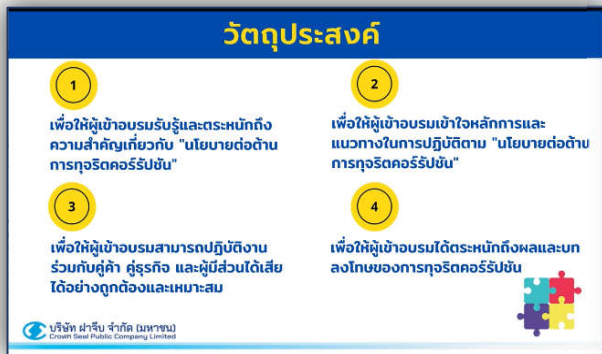 วัตถุประสงค์
1
เพื่อให้ผู้เข้าอบรมรับรู้และตระหนักถึง
ความสำคัญเกี่ยวกับ "นโยบายต่อต้าน
การทุจริตคอร์รัปชัน"
2
เพื่อให้ผู้เข้าอบรมเข้าใจหลักการและ
แนวทางในการปฏิบัติตาม "นโยบายต่อต้าน
การทุจริตคอร์รัปชัน"
3
เพื่อให้ผู้เข้าอบรมสามารถปฏิบัติงาน
ร่วมกับคู่ค้า คู่ธุรกิจ และผู้มีส่วนได้เสีย
ได้อย่างถูกต้องและเหมาะสม
4
เพื่อให้ผู้เข้าอบรมได้ตระหนักถึงผลและบท
ลงโทษของการทุจริตคอร์รัปชัน
บริษัท ฝาจีบ จำกัด (มหาชน)
Crown Seal Public Company Limited